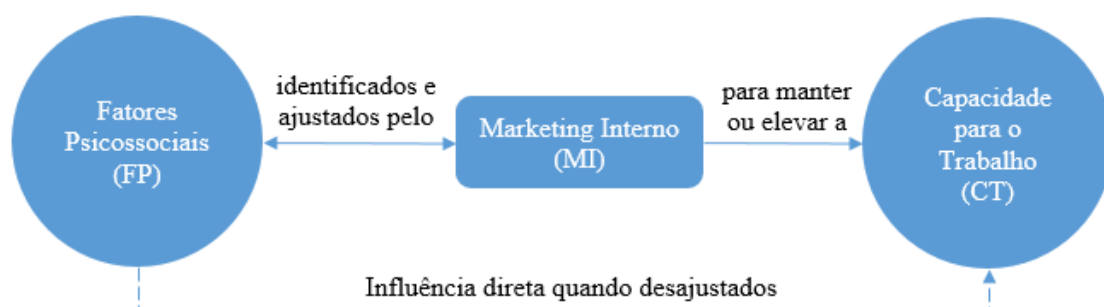 Fatores
Psicossociais
(FP)
identificados e
ajustados pelo
Marketing Interno
(MI)
para manter
ou elevar a
Capacidade
para o
Trabalho
(CT)
Influência direta quando desajustados